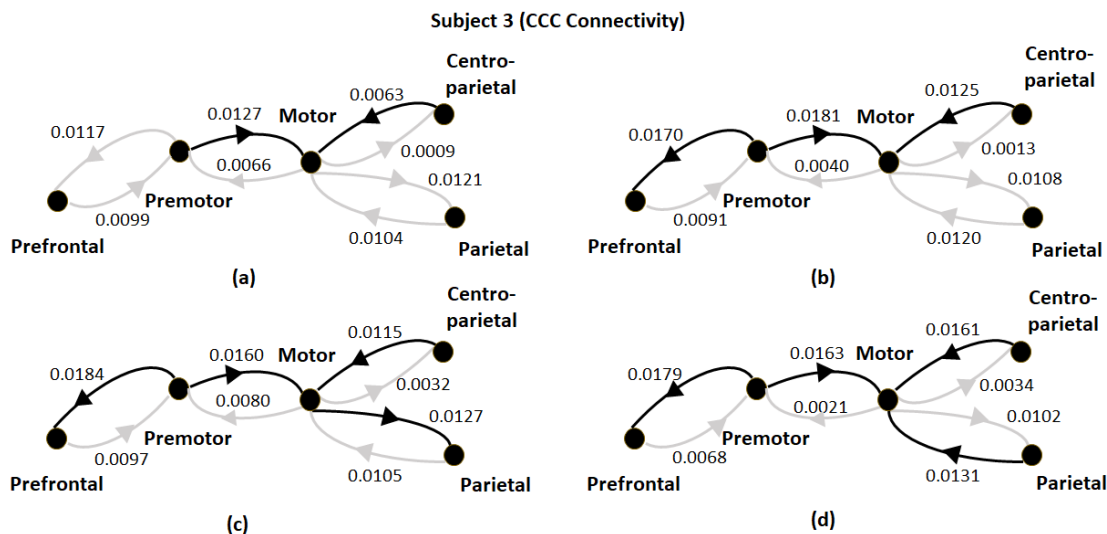 Subject 3 (CCC Connectivity)
Centro-
parietal
0.0063
Motor
0.0127
0.0117
0.0009
0.0066
0.0121
Premotor
0.0099
0.0104
Prefrontal
Parietal
(a)
Centro-
parietal
0.0125
Motor
0.0181
0.0170
0.0013
0.0040
0.0108
Premotor
0.0091
0.0120
Prefrontal
Parietal
(b)
Centro-
parietal
0.0115
Motor
0.0160
0.0184
0.0032
0.0080
0.0127
Premotor
0.0097
0.0105
Prefrontal
Parietal
(c)
Centro-
parietal
0.0161
Motor
0.0163
0.0179
0.0034
0.0021
0.0102
Premotor
0.0068
0.0131
Prefrontal
Parietal
(d)